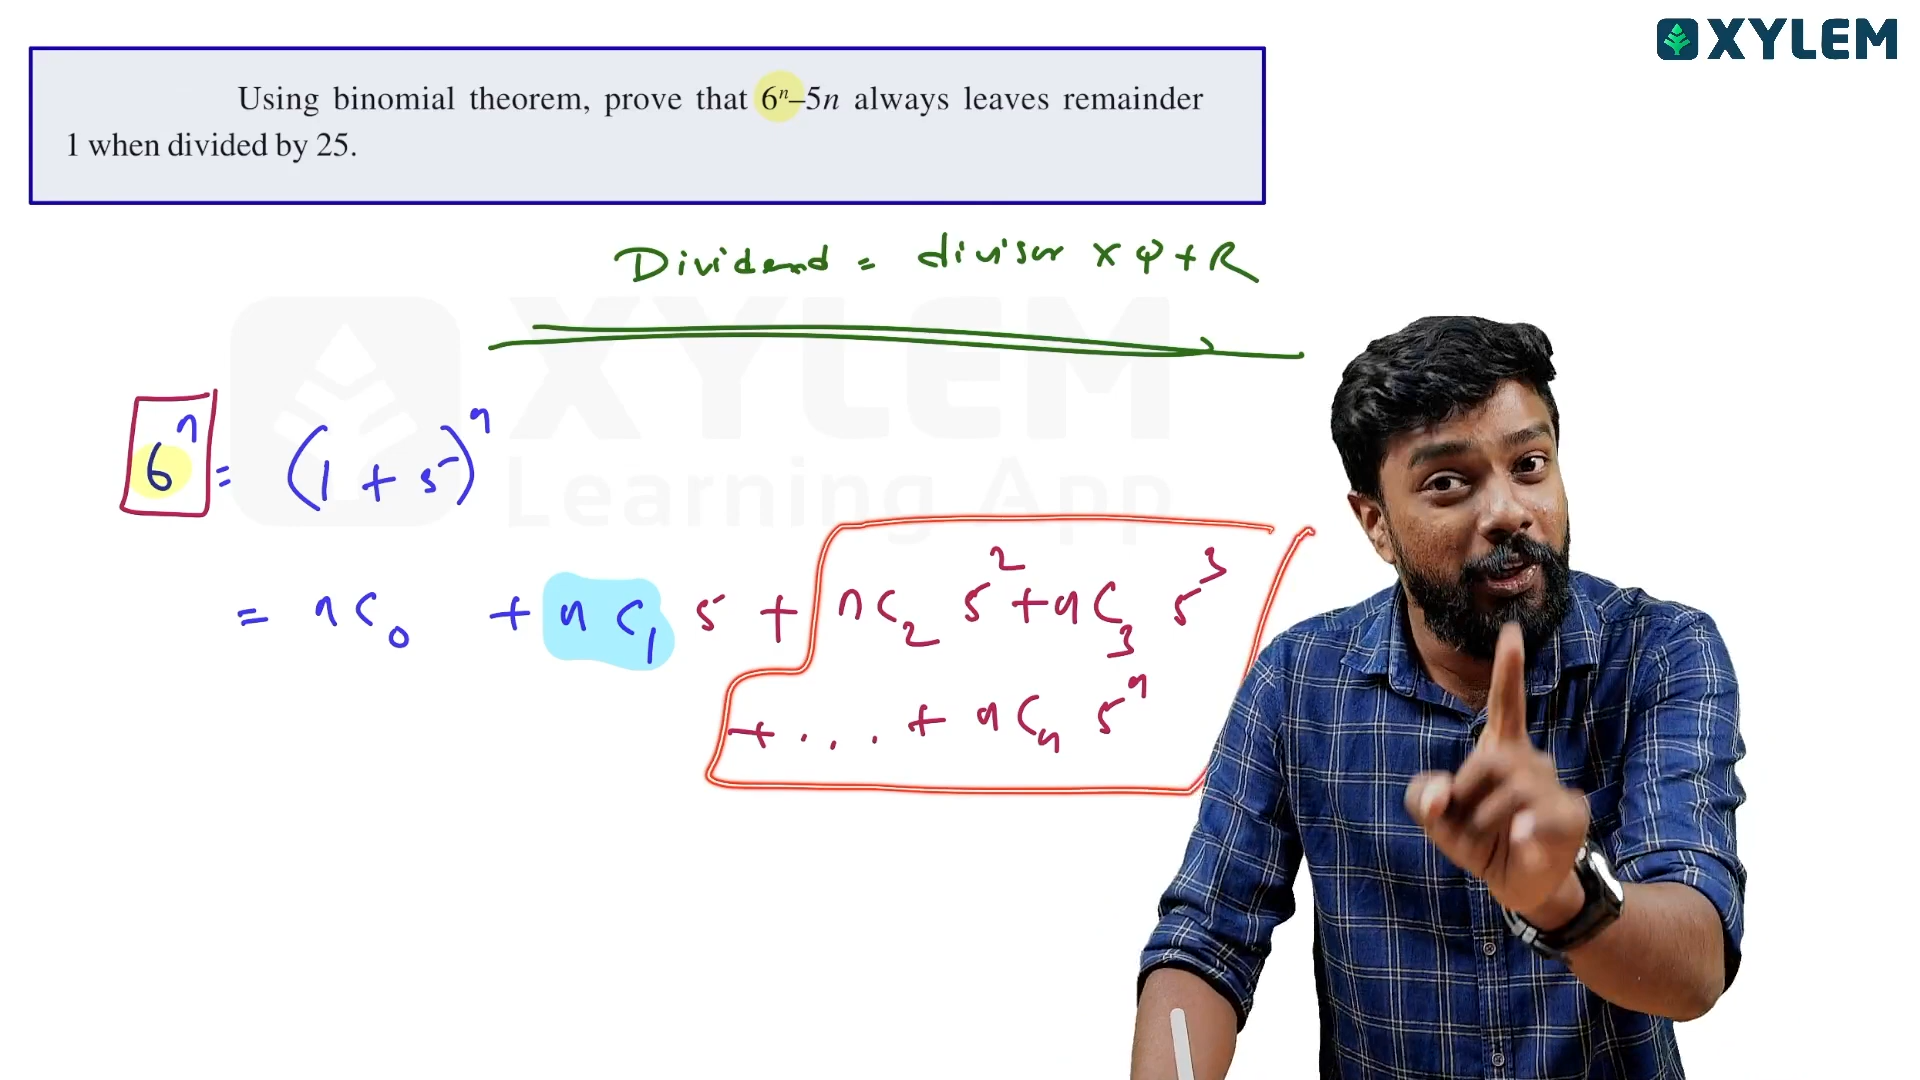 XYLEM
Using binomial theorem, prove that 6ⁿ–5n always leaves remainder
1 when divided by 25.
Dividend = divisor × Q + R
XYLEM
Learning App
6ⁿ = (1 + 5)ⁿ
= nC₀ + nC₁ 5 + nC₂ 5² + nC₃ 5³
+ . . . + nCₙ 5ⁿ